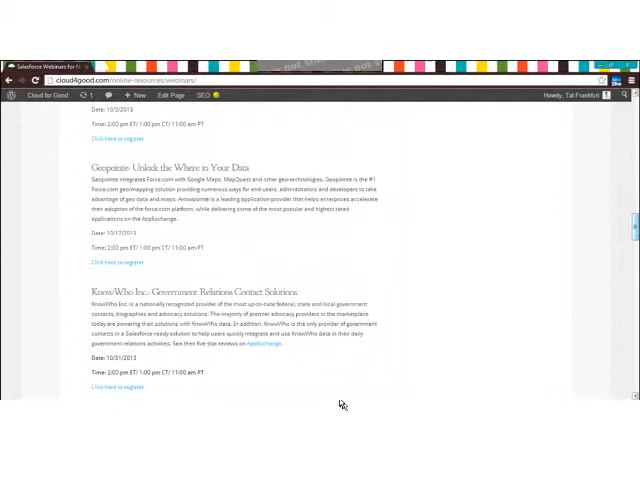 Salesforce Webinars for N
cloud4good.com/online-resources/webinars/
Cloud for Good 1 + New Edit Page SEO Howdy, Tal Frankfurt
Date: 10/3/2013
Time: 2:00 pm ET/ 1:00 pm CT/ 11:00 am PT
Click here to register
Geopointe- Unlock the Where in Your Data
Geopointe integrates Force.com with Google Maps, MapQuest and other geo-technologies. Geopointe is the #1
Force.com geo/mapping solution providing numerous ways for end-users, administrators and developers to take
advantage of geo data and maps. Arrowpointe is a leading application provider that helps enterprises accelerate
their adoption of the force.com platform, while delivering some of the most popular and highest rated
applications on the AppExchange.
Date: 10/17/2013
Time: 2:00 pm ET/ 1:00 pm CT/ 11:00 am PT
Click here to register
KnowWho Inc.- Government Relations Contact Solutions
KnowWho Inc. is a nationally recognized provider of the most up-to-date federal, state and local government
contacts, biographies and advocacy solutions. The majority of premier advocacy providers in the marketplace
today are powering their solutions with KnowWho data. In addition, KnowWho is the only provider of government
contacts in a Salesforce-ready solution to help users quickly integrate and use KnowWho data in their daily
government relations activities. See their five-star reviews on AppExchange.
Date: 10/31/2013
Time: 2:00 pm ET/ 1:00 pm CT/ 11:00 am PT
Click here to register